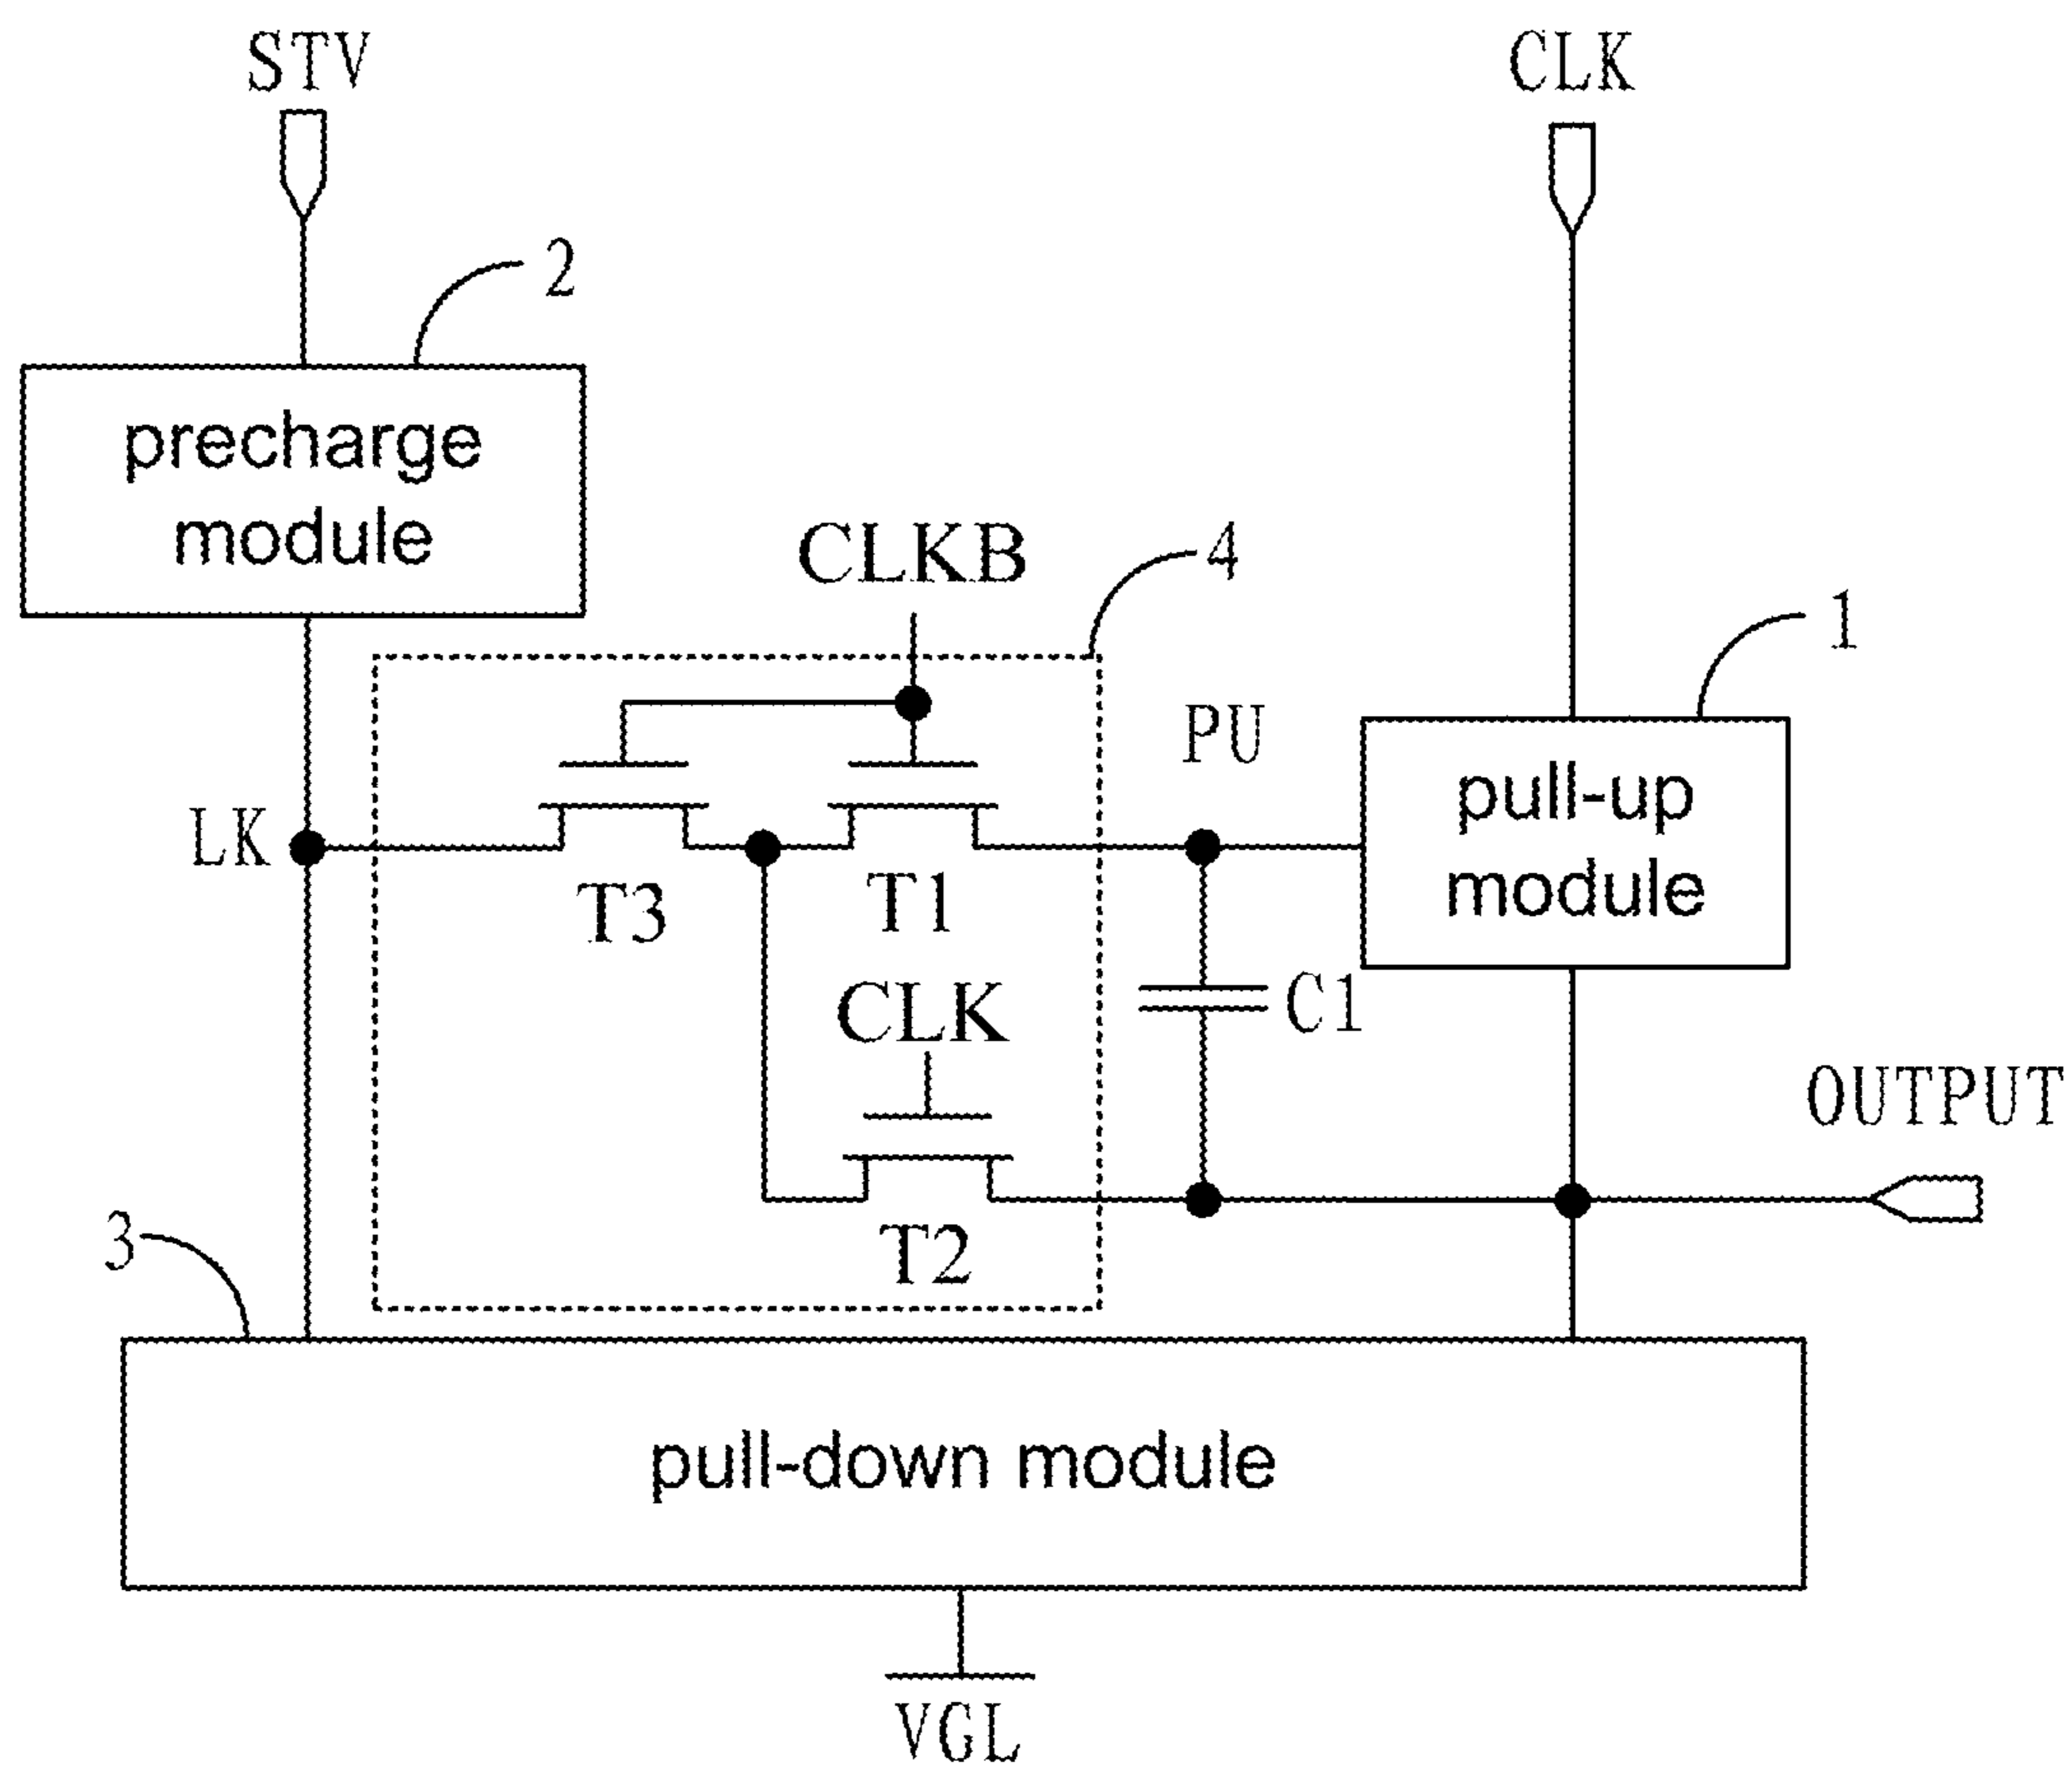 STV
CLK
2
precharge
module
CLKB
4
1
PU
pull-up
module
LK
T3
T1
CLK
C1
OUTPUT
T2
3
pull-down module
VGL